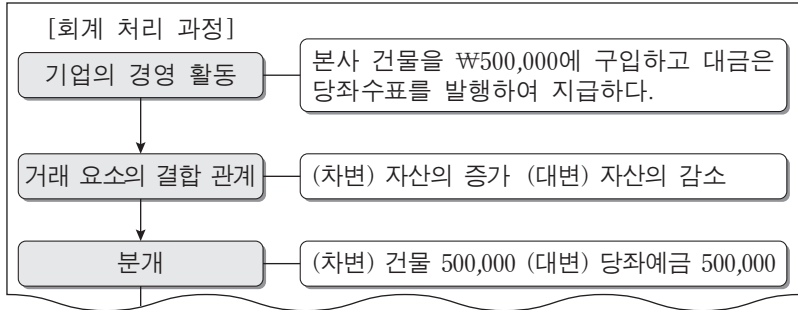 [회계 처리 과정]
기업의 경영 활동
본사 건물을 ₩500,000에 구입하고 대금은
당좌수표를 발행하여 지급하다.
거래 요소의 결합 관계
(차변) 자산의 증가 (대변) 자산의 감소
분개
(차변) 건물 500,000 (대변) 당좌예금 500,000